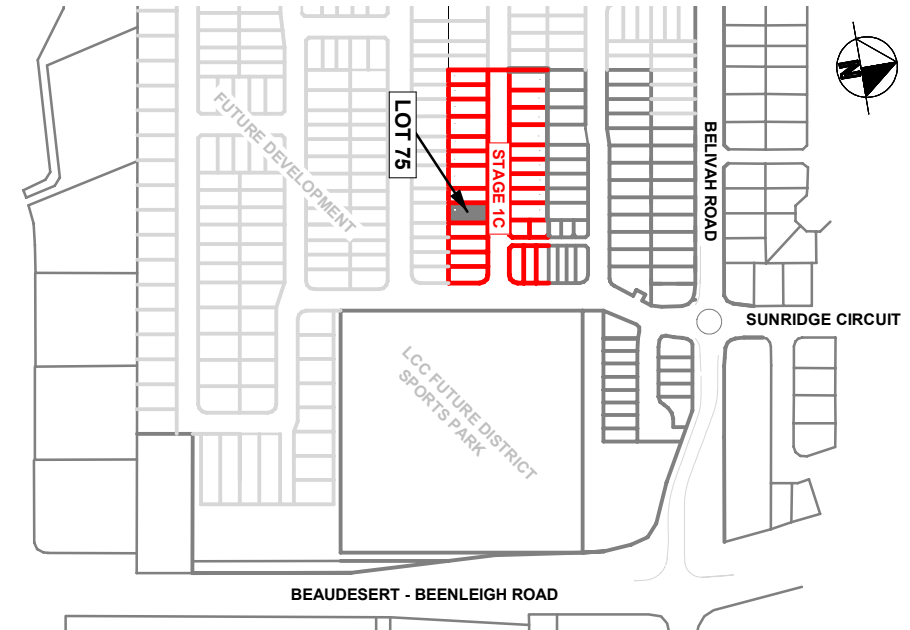 N
FUTURE DEVELOPMENT
LOT 75
STAGE 1C
BELIVAH ROAD
SUNRIDGE CIRCUIT
LCC FUTURE DISTRICT
SPORTS PARK
BEAUDESERT - BEENLEIGH ROAD